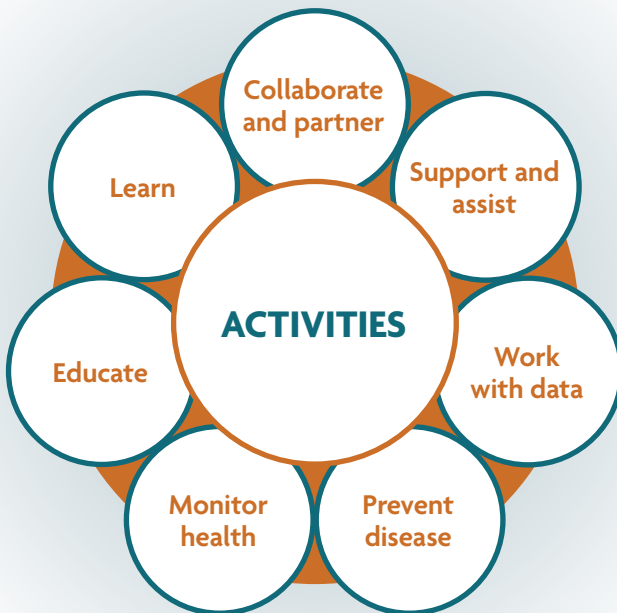 Collaborate
and partner
Support and
assist
Work
with data
Prevent
disease
Monitor
health
Educate
Learn
ACTIVITIES